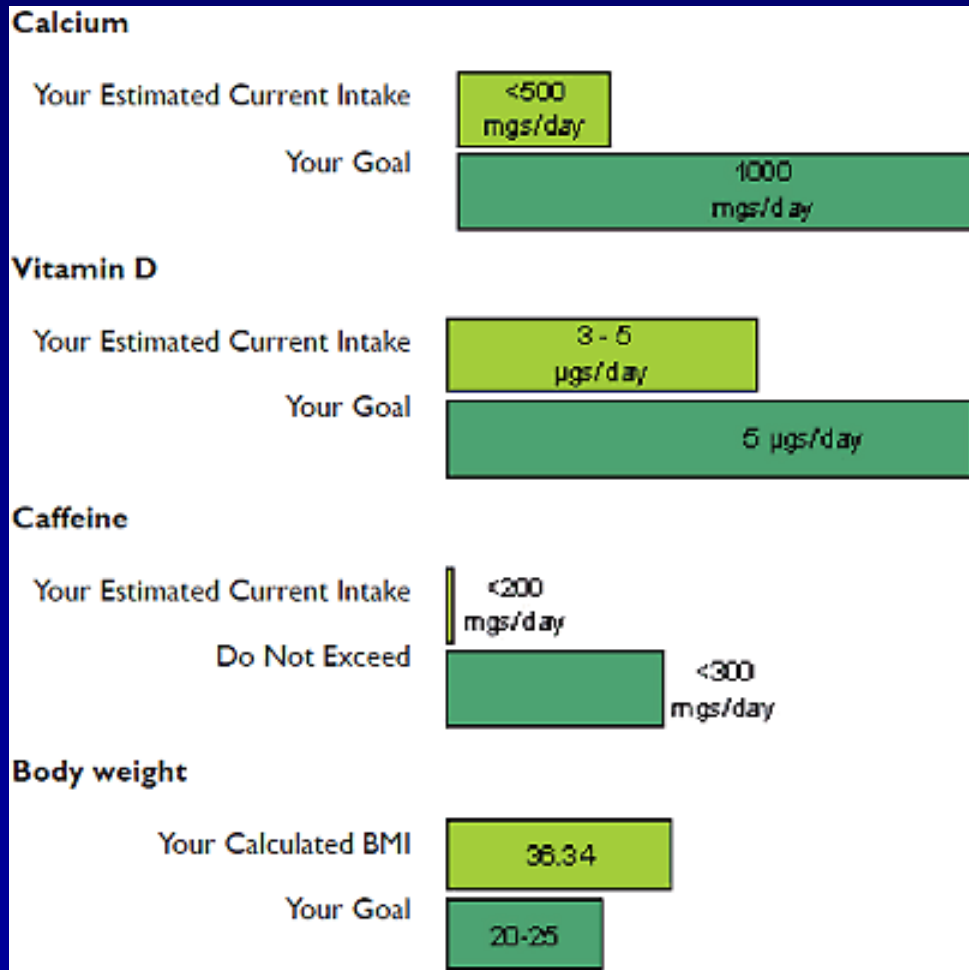 Calcium
Your Estimated Current Intake
<500
mgs/day
Your Goal
1000
mgs/day
Vitamin D
Your Estimated Current Intake
3 - 5
µgs/day
Your Goal
5 µgs/day
Caffeine
Your Estimated Current Intake
<200
mgs/day
Do Not Exceed
<300
mgs/day
Body weight
Your Calculated BMI
36.34
Your Goal
20-25